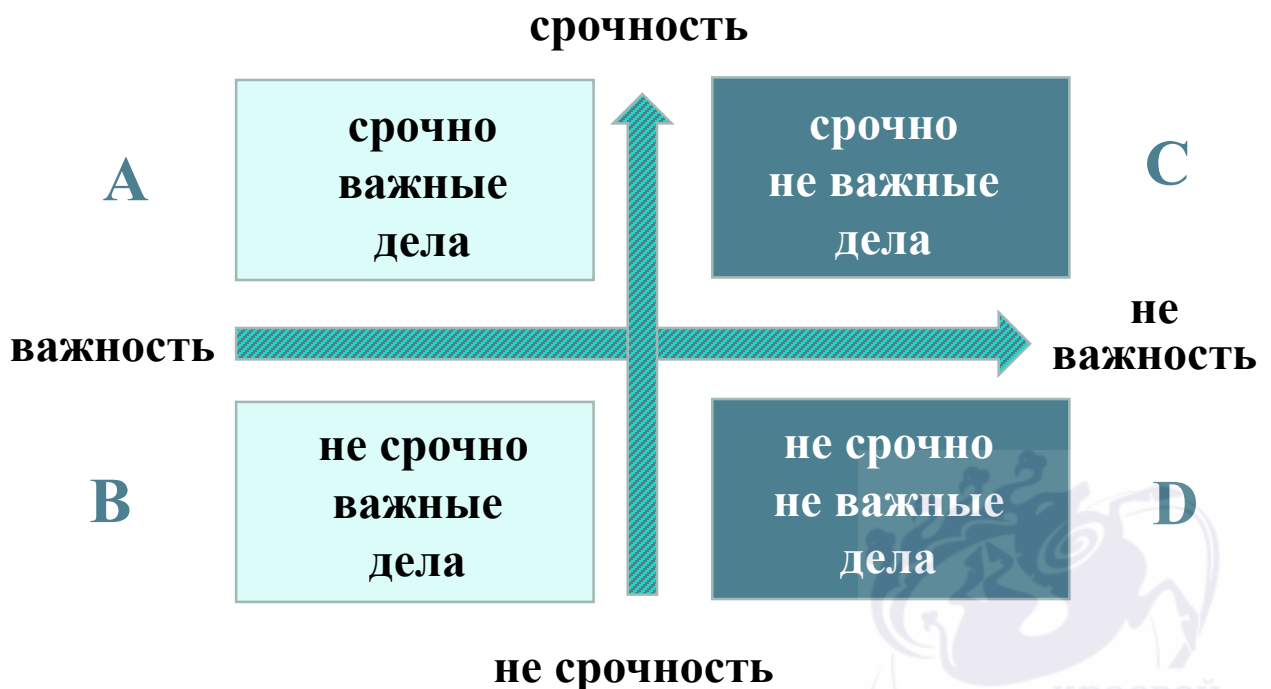 срочность
срочно
важные
дела
A
срочно
не важные
дела
C
важность
не
важность
не срочно
важные
дела
B
не срочно
не важные
дела
D
не срочность